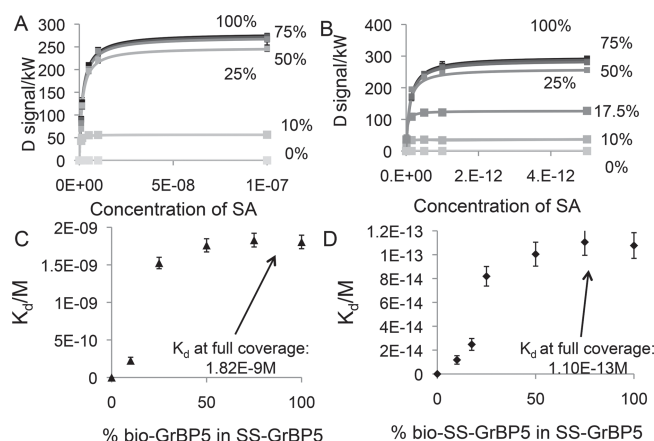 A
D signal/kW
300
250
200
150
100
50
0
0E+00
5E-08
1E-07
100%
75%
50%
25%
10%
0%
Concentration of SA
B
D signal/kW
400
300
200
100
0
0.E+00
2.E-12
4.E-12
100%
75%
50%
25%
17.5%
10%
0%
Concentration of SA
C
Kd/M
2E-09
1.5E-09
1E-09
5E-10
0
0
50
100
Kd at full coverage:
1.82E-9M
% bio-GrBP5 in SS-GrBP5
D
Kd/M
1.2E-13
1E-13
8E-14
6E-14
4E-14
2E-14
0
0
50
100
Kd at full coverage:
1.10E-13M
% bio-SS-GrBP5 in SS-GrBP5